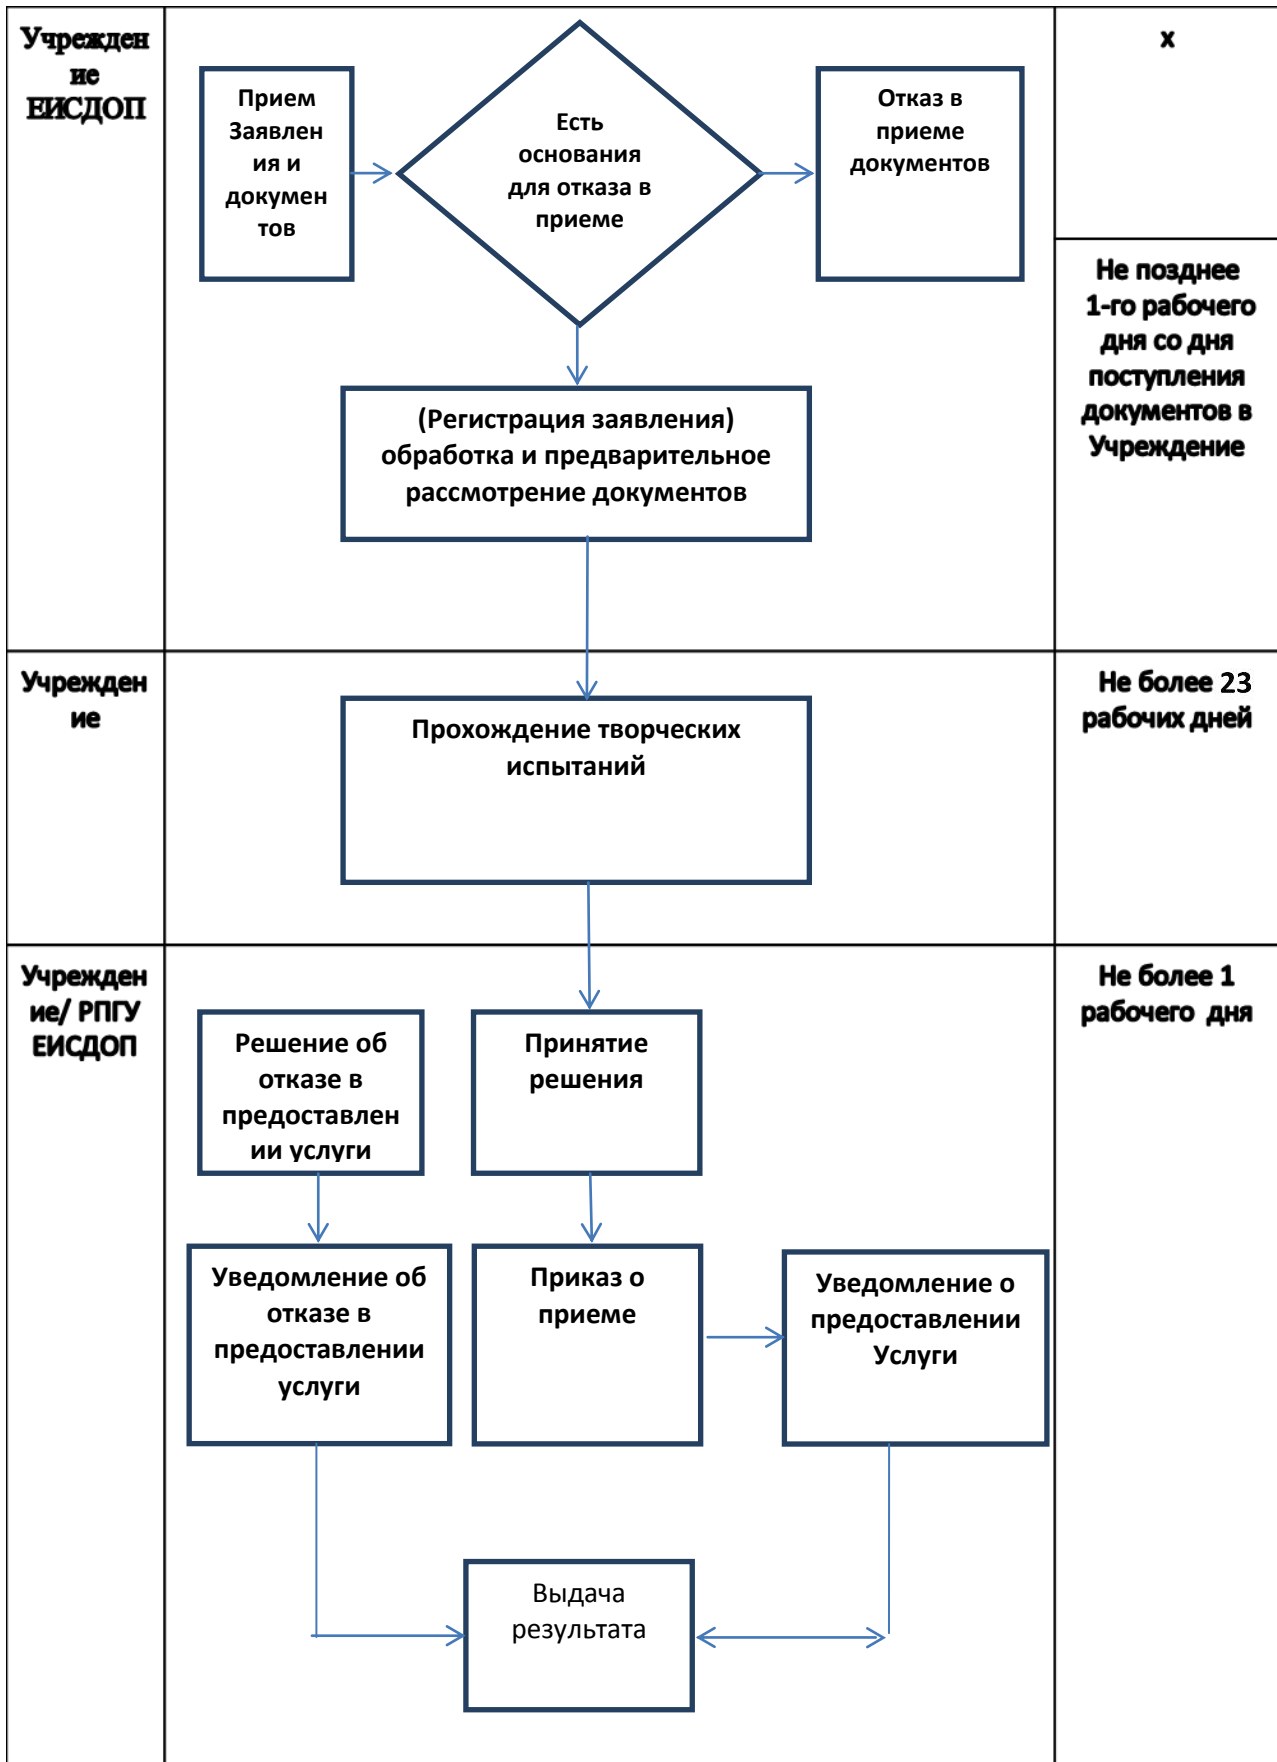 Учрежден
ие
ЕИСДОП
Прием
Заявлен
ия и
докумен
тов
Есть
основания
для отказа в
приеме
Отказ в
приеме
документов
х
Не позднее
1-го рабочего
дня со дня
поступления
документов в
Учреждение
(Регистрация заявления)
обработка и предварительное
рассмотрение документов
Учрежден
ие
Прохождение творческих
испытаний
Не более 23
рабочих дней
Учрежден
ие/ РПГУ
ЕИСДОП
Решение об
отказе в
предоставлен
ии услуги
Принятие
решения
Не более 1
рабочего дня
Уведомление об
отказе в
предоставлении
услуги
Приказ о
приеме
Уведомление о
предоставлении
Услуги
Выдача
результата